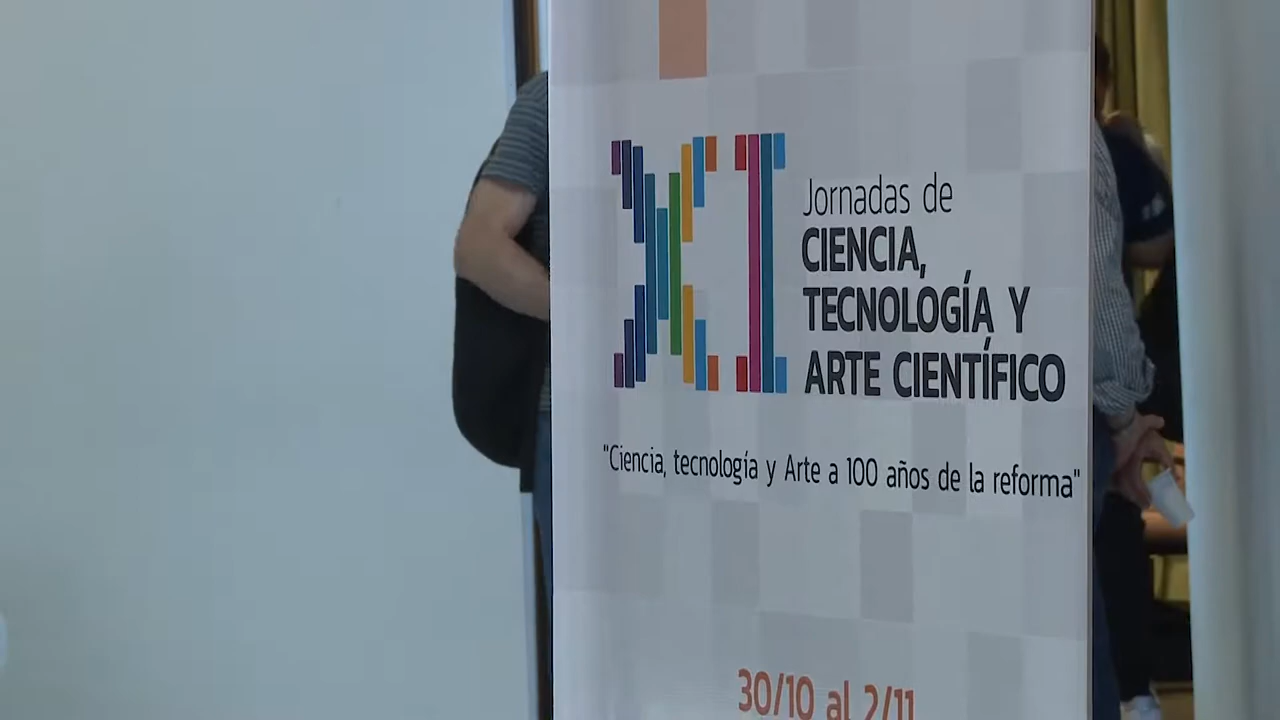 XI
Jornadas de
CIENCIA,
TECNOLOGÍA Y
ARTE CIENTÍFICO
"Ciencia, tecnología y Arte a 100 años de la reforma"
30/10 al 2/11